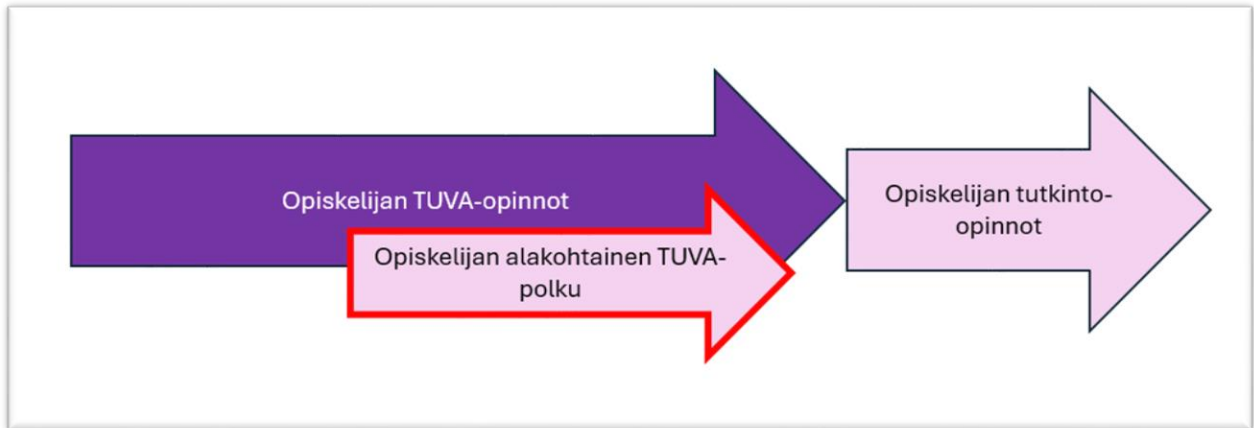 Opiskelijan TUVA-opinnot
Opiskelijan alakohtainen TUVA-
polku
Opiskelijan tutkinto-
opinnot